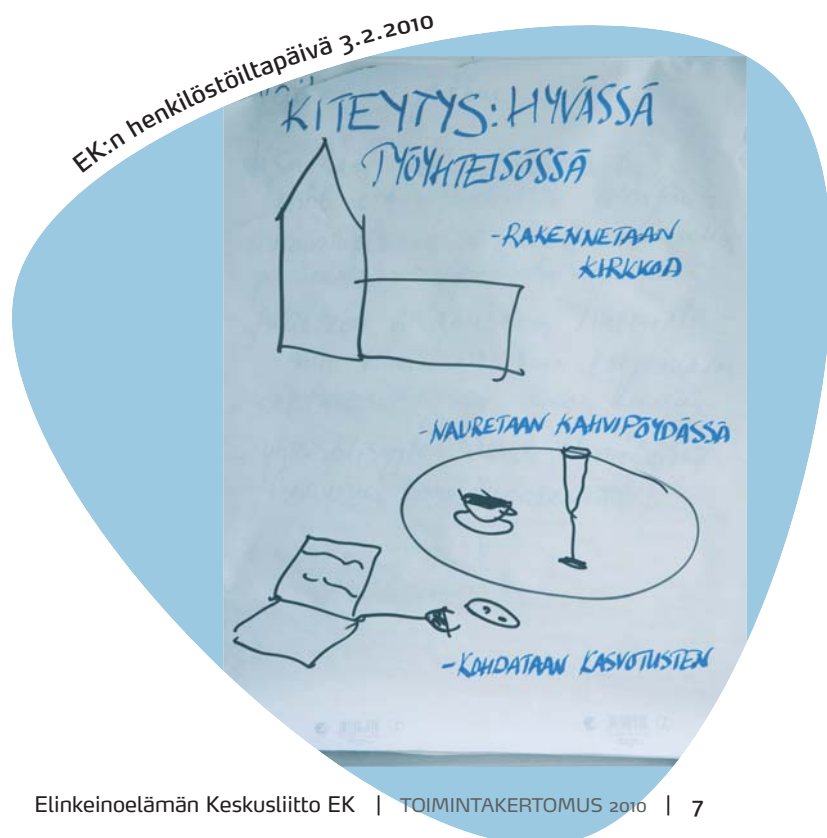 EK:n henkilöstöiltapäivä 3.2.2010
KITEYTYS: HYVÄSSÄ
TYÖYHTEISÖSSÄ
-RAKENNETAAN
KIRKKOA
-NAURETAAN KAHVIPÖYDÄSSÄ
-KOHDATAAN KASVOTUSTEN
Elinkeinoelämän Keskusliitto EK | TOIMINTAKERTOMUS 2010 | 7